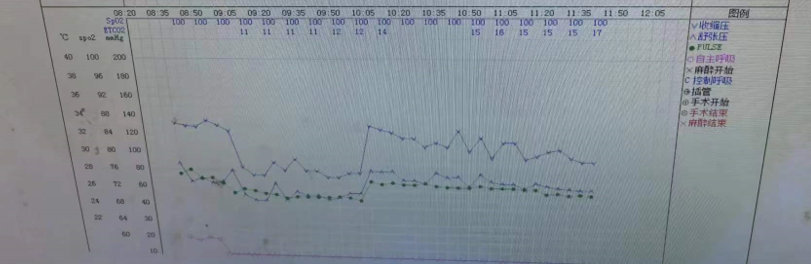 08:20 08:35 08:50 09:05 09:20 09:35 09:50 10:05 10:20 10:35 10:50 11:05 11:20 11:35 11:50 12:05 图例
SpO2 100 100 100 100 100 100 100 100 100 100 100 100 100 100 100 100 100 100 100
ETCO2 11 11 11 11 12 12 14 15 16 15 15 15 17
℃ spo2 mmHg
40 100 200
38 96 180
36 92 160
34 88 140
32 84 120
30 80 100
28 76 80
26 72 60
24 68 40
22 64 30
60 20
10
收缩压
舒张压
PULSE
自主呼吸
麻醉开始
控制呼吸
插管
手术开始
手术结束
麻醉结束